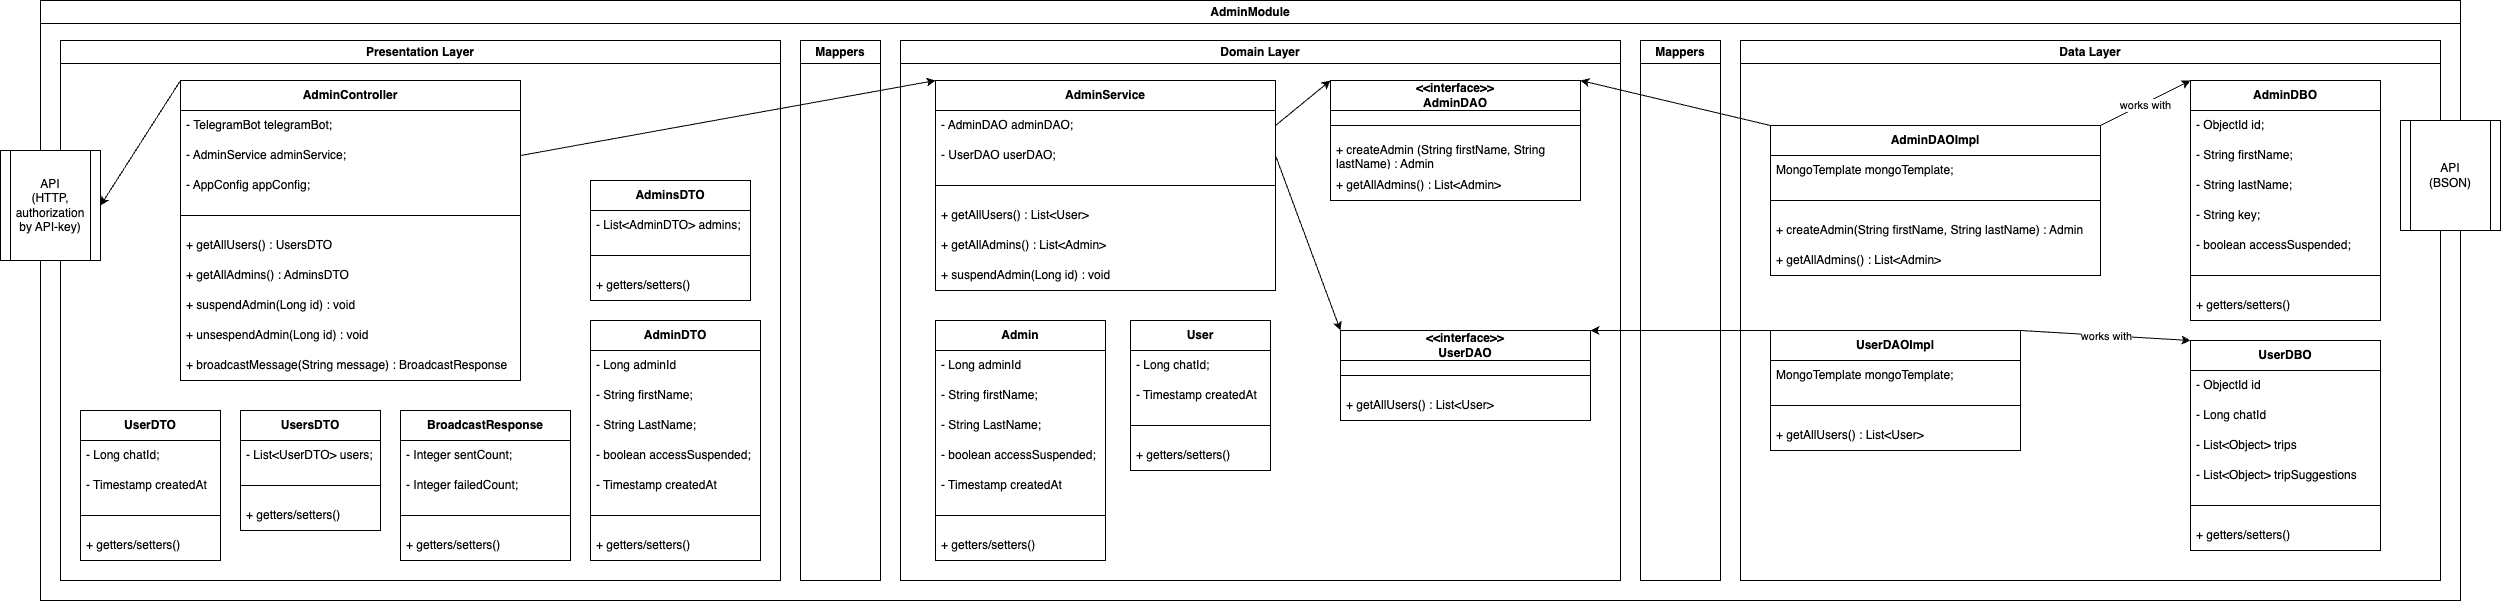 AdminModule
Presentation Layer
Mappers
Domain Layer
Mappers
Data Layer
API
(HTTP,
authorization
by API-key)
AdminController
- TelegramBot telegramBot;
- AdminService adminService;
- AppConfig appConfig;
+ getAllUsers() : UsersDTO
+ getAllAdmins() : AdminsDTO
+ suspendAdmin(Long id) : void
+ unsespendAdmin(Long id) : void
+ broadcastMessage(String message) : BroadcastResponse
AdminsDTO
- List<AdminDTO> admins;
+ getters/setters()
AdminDTO
- Long adminId
- String firstName;
- String LastName;
- boolean accessSuspended;
- Timestamp createdAt
+ getters/setters()
UserDTO
- Long chatId;
- Timestamp createdAt
+ getters/setters()
UsersDTO
- List<UserDTO> users;
+ getters/setters()
BroadcastResponse
- Integer sentCount;
- Integer failedCount;
+ getters/setters()
AdminService
- AdminDAO adminDAO;
- UserDAO userDAO;
+ getAllUsers() : List<User>
+ getAllAdmins() : List<Admin>
+ suspendAdmin(Long id) : void
<<interface>>
AdminDAO
+ createAdmin (String firstName, String
lastName) : Admin
+ getAllAdmins() : List<Admin>
Admin
- Long adminId
- String firstName;
- String LastName;
- boolean accessSuspended;
- Timestamp createdAt
+ getters/setters()
User
- Long chatId;
- Timestamp createdAt
+ getters/setters()
<<interface>>
UserDAO
+ getAllUsers() : List<User>
AdminDAOImpl
MongoTemplate mongoTemplate;
+ createAdmin(String firstName, String lastName) : Admin
+ getAllAdmins() : List<Admin>
works with
AdminDBO
- ObjectId id;
- String firstName;
- String lastName;
- String key;
- boolean accessSuspended;
+ getters/setters()
API
(BSON)
UserDAOImpl
MongoTemplate mongoTemplate;
+ getAllUsers() : List<User>
works with
UserDBO
- ObjectId id
- Long chatId
- List<Object> trips
- List<Object> tripSuggestions
+ getters/setters()